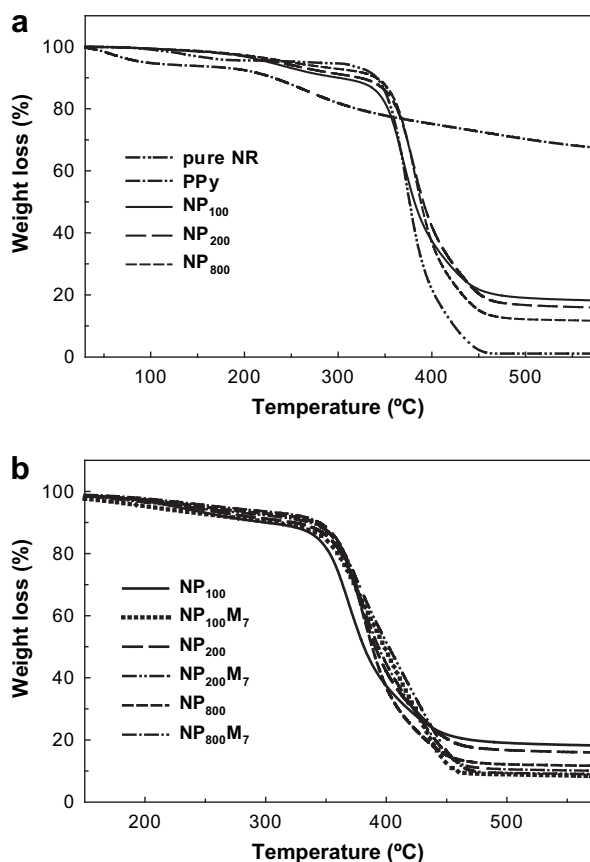 a
100
80
60
40
20
0
Weight loss (%)
pure NR
PPy
NP₁₀₀
NP₂₀₀
NP₈₀₀
100 200 300 400 500
Temperature (ºC)
b
100
80
60
40
20
0
Weight loss (%)
NP₁₀₀
NP₁₀₀M₇
NP₂₀₀
NP₂₀₀M₇
NP₈₀₀
NP₈₀₀M₇
200 300 400 500
Temperature (ºC)